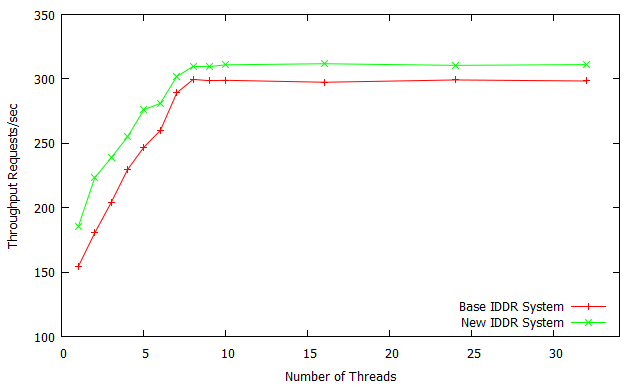 350
300
250
200
150
100
Throughput Requests/sec
Base IDDR System
New IDDR System
0 5 10 15 20 25 30
Number of Threads